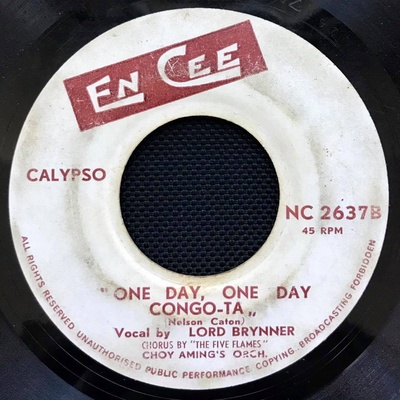 EN CEE
CALYPSO
NC 2637B
45 RPM
"ONE DAY, ONE DAY
CONGO-TA"
(Nelson Caton)
Vocal by LORD BRYNNER
CHORUS BY "THE FIVE FLAMES"
CHOY AMING'S ORCH.
ALL RIGHTS RESERVED UNAUTHORISED PUBLIC PERFORMANCE COPYING...BROADCASTING FORBIDDEN